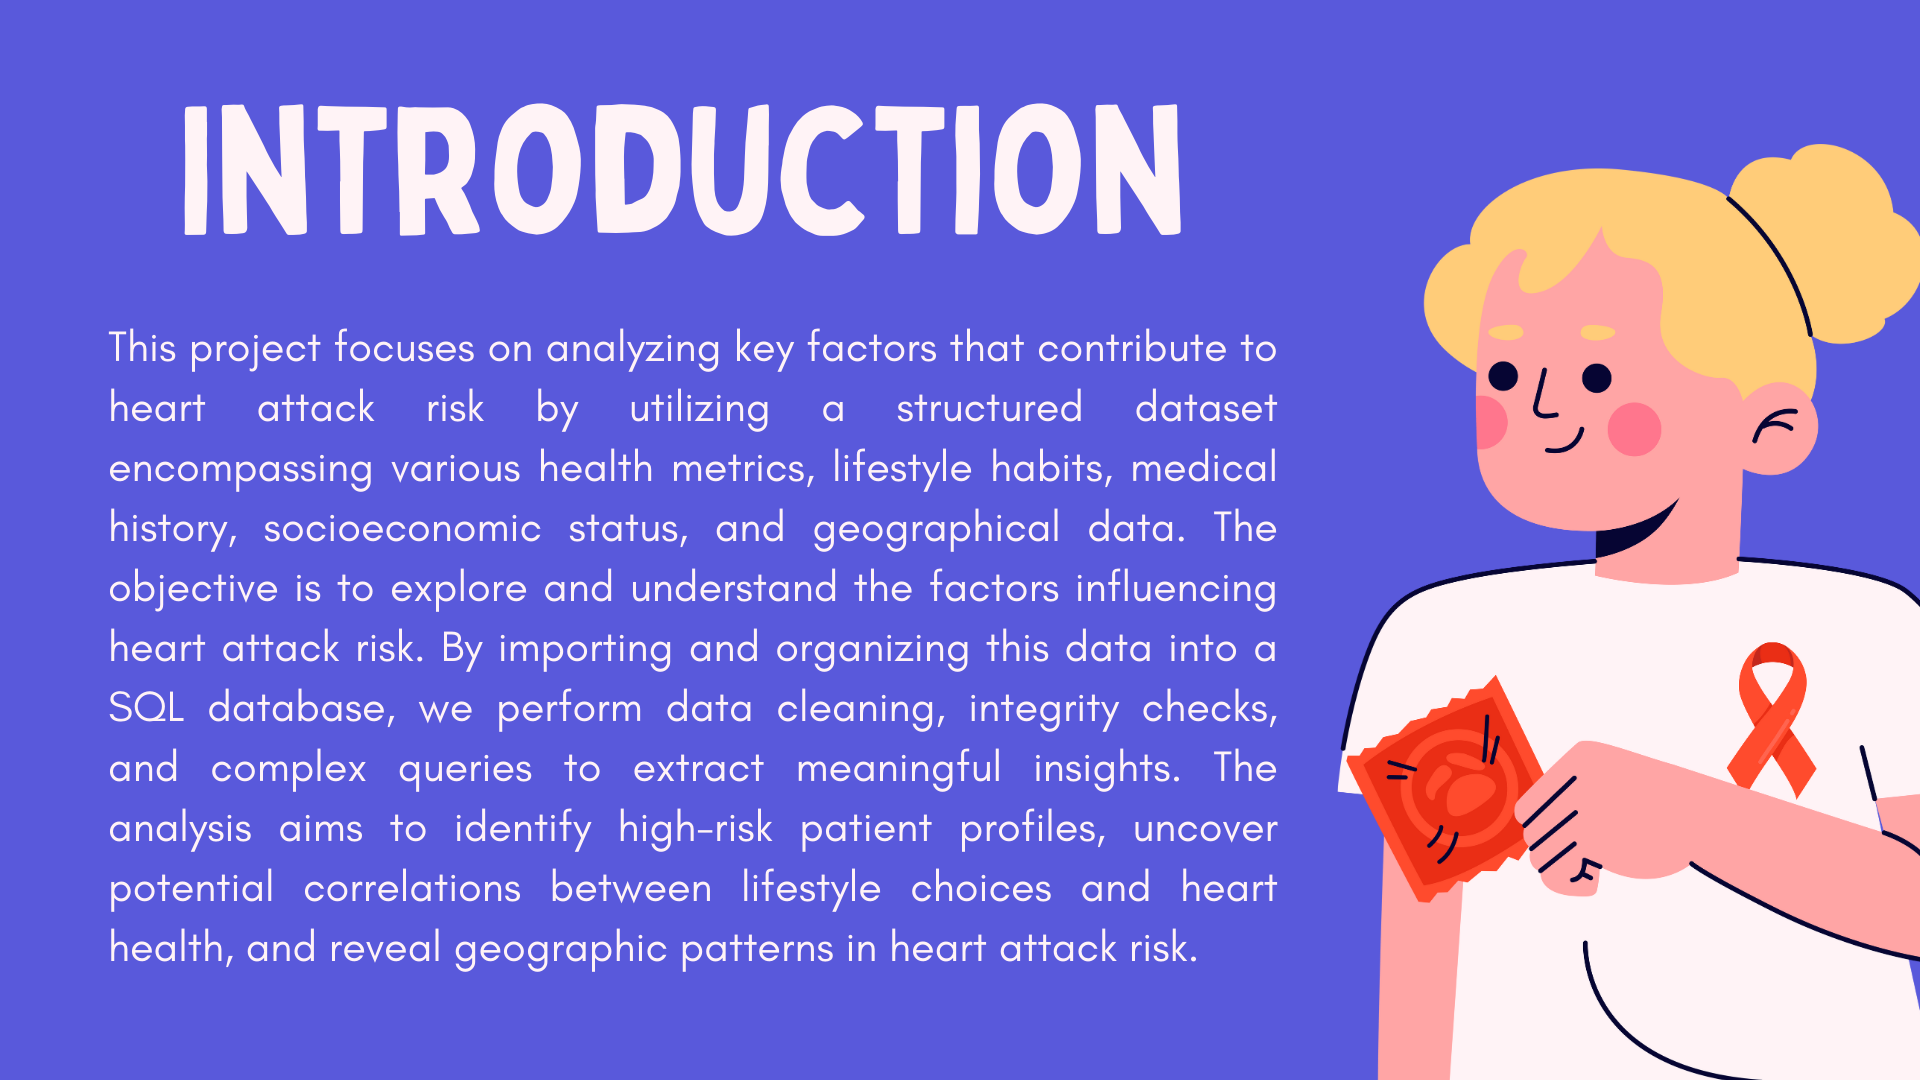 INTRODUCTION
This project focuses on analyzing key factors that contribute to
heart attack risk by utilizing a structured dataset
encompassing various health metrics, lifestyle habits, medical
history, socioeconomic status, and geographical data. The
objective is to explore and understand the factors influencing
heart attack risk. By importing and organizing this data into a
SQL database, we perform data cleaning, integrity checks,
and complex queries to extract meaningful insights. The
analysis aims to identify high-risk patient profiles, uncover
potential correlations between lifestyle choices and heart
health, and reveal geographic patterns in heart attack risk.